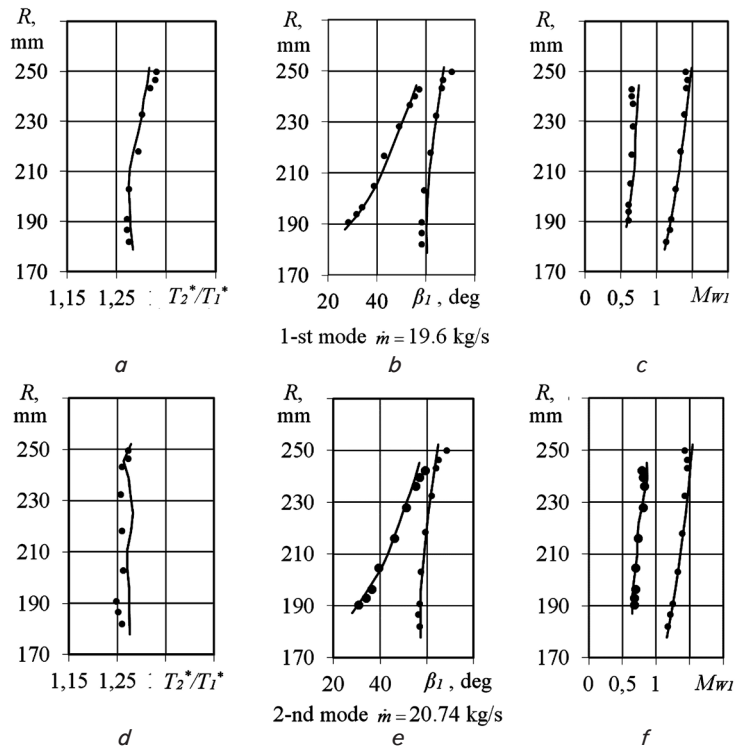 R, mm
250
230
210
190
170
1,15 1,25 T₂*/T₁*
R, mm
250
230
210
190
170
20 40 β₁ , deg
R, mm
250
230
210
190
170
0 0,5 1 Mw1
1-st mode ṁ = 19.6 kg/s
a b c
R, mm
250
230
210
190
170
1,15 1,25 T₂*/T₁*
R, mm
250
230
210
190
170
20 40 β₁ , deg
R, mm
250
230
210
190
170
0 0,5 1 Mw1
2-nd mode ṁ = 20.74 kg/s
d e f